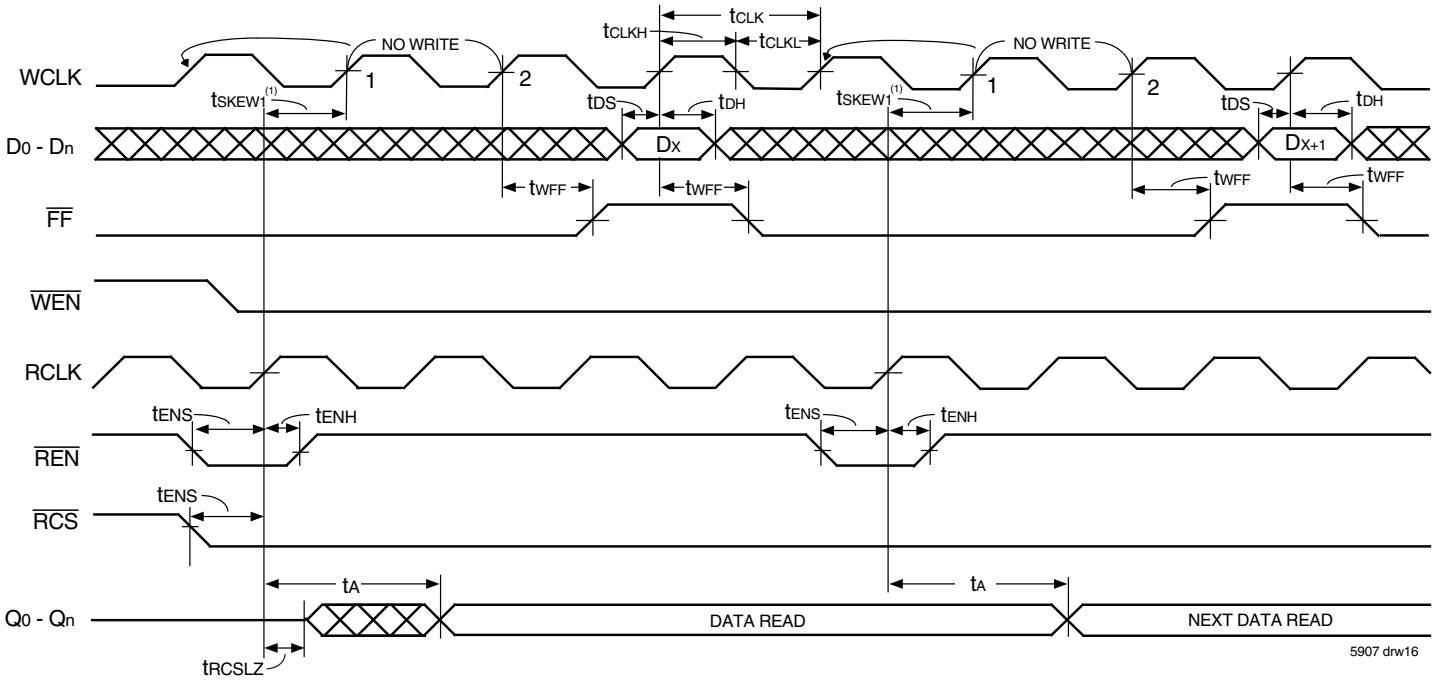 tCLK
NO WRITE
tCLKH
tCLKL
NO WRITE
WCLK
1
2
1
2
tSKEW1(1)
tDS
tDH
tSKEW1(1)
tDS
tDH
D0 - Dn
DX
DX+1
tWFF
tWFF
tWFF
tWFF
FF
WEN
RCLK
tENS
tENH
tENS
tENH
REN
tENS
RCS
tA
tA
Q0 - Qn
DATA READ
NEXT DATA READ
tRCSLZ
5907 drw16